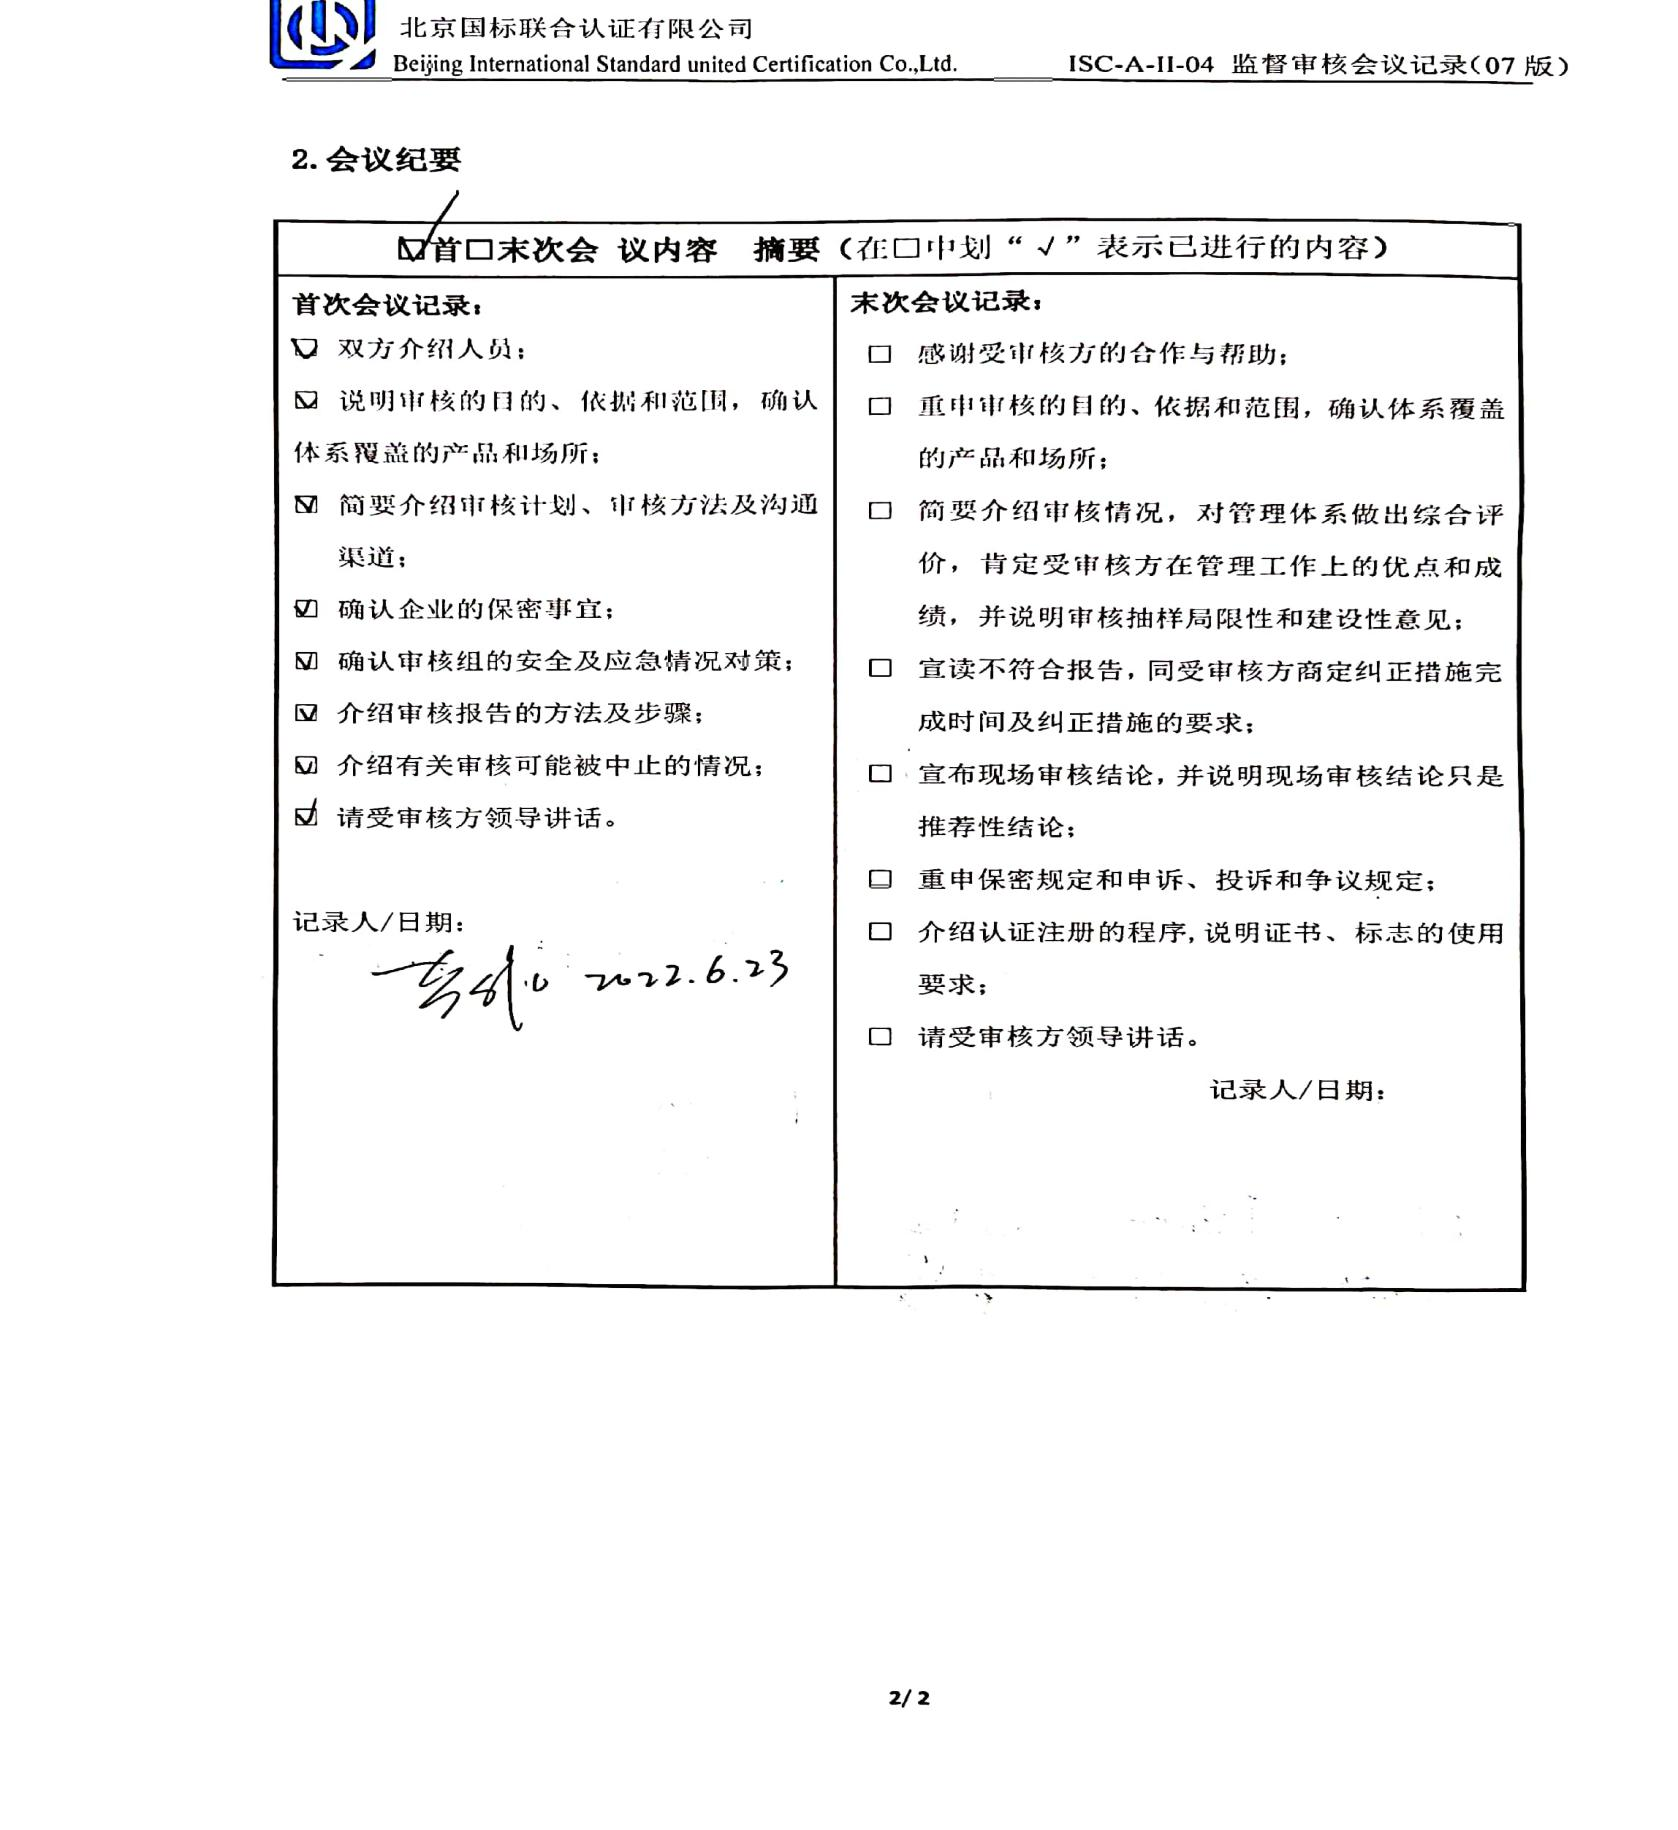 北京国标联合认证有限公司
Beijing International Standard united Certification Co.,Ltd.
ISC-A-II-04 监督审核会议记录(07 版)
2.会议纪要
☑首□末次会 议内容 摘要（在口中划“√”表示已进行的内容）
首次会议记录：
☑ 双方介绍人员；
☑ 说明审核的目的、依据和范围，确认
体系覆盖的产品和场所；
☑ 简要介绍审核计划、审核方法及沟通
渠道；
☑ 确认企业的保密事宜；
☑ 确认审核组的安全及应急情况对策；
☑ 介绍审核报告的方法及步骤；
☑ 介绍有关审核可能被中止的情况；
☑ 请受审核方领导讲话。
记录人/日期：
2022.6.23
末次会议记录：
□ 感谢受审核方的合作与帮助；
□ 重申审核的目的、依据和范围，确认体系覆盖
的产品和场所；
□ 简要介绍审核情况，对管理体系做出综合评
价，肯定受审核方在管理工作上的优点和成
绩，并说明审核抽样局限性和建设性意见；
□ 宣读不符合报告，同受审核方商定纠正措施完
成时间及纠正措施的要求；
□ 宣布现场审核结论，并说明现场审核结论只是
推荐性结论；
□ 重申保密规定和申诉、投诉和争议规定；
□ 介绍认证注册的程序，说明证书、标志的使用
要求；
□ 请受审核方领导讲话。
记录人/日期：
2/ 2